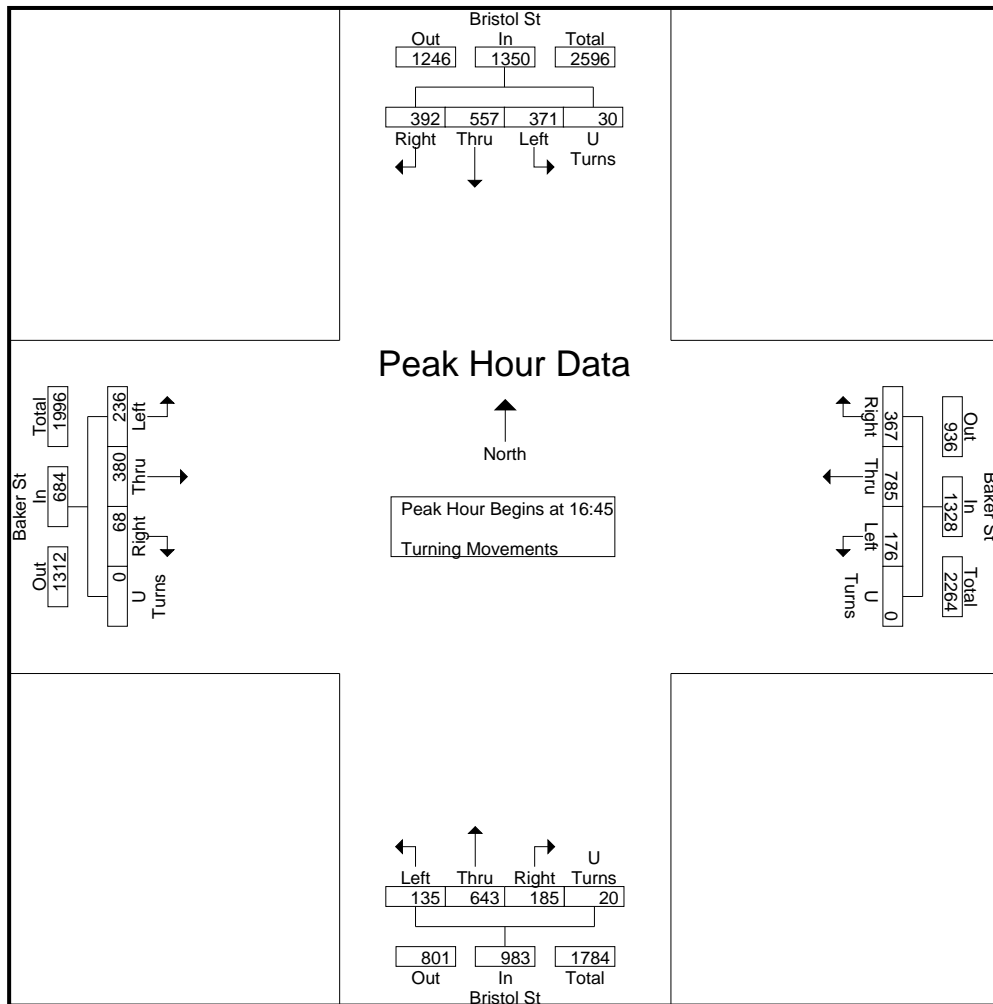 Bristol St
Out In Total
1246 1350 2596
392 557 371 30
Right Thru Left U
Turns
Peak Hour Data
North
Peak Hour Begins at 16:45
Turning Movements
Baker St
Total In Out
1996 684 1312
236 380 68 0
Left Thru Right U
Turns
Baker St
Out In Total
936 1328 2264
367 785 176 0
Right Thru Left U
Turns
U
Left Thru Right Turns
135 643 185 20
801 983 1784
Out In Total
Bristol St